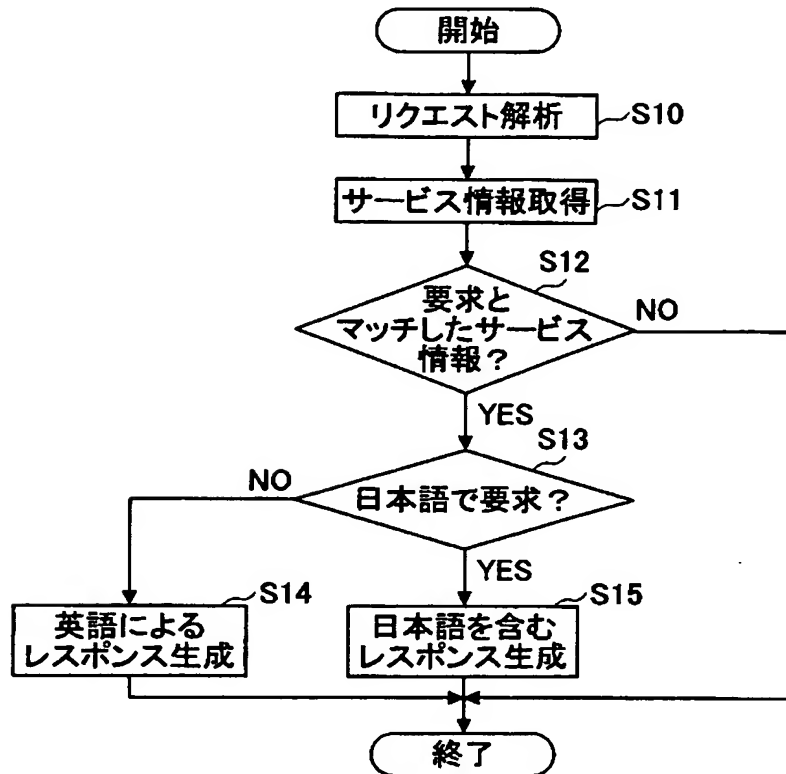 開始
リクエスト解析
S10
サービス情報取得
S11
S12
要求と
マッチしたサービス
情報？
NO
YES
S13
NO
日本語で要求？
YES
S14
英語による
レスポンス生成
S15
日本語を含む
レスポンス生成
終了